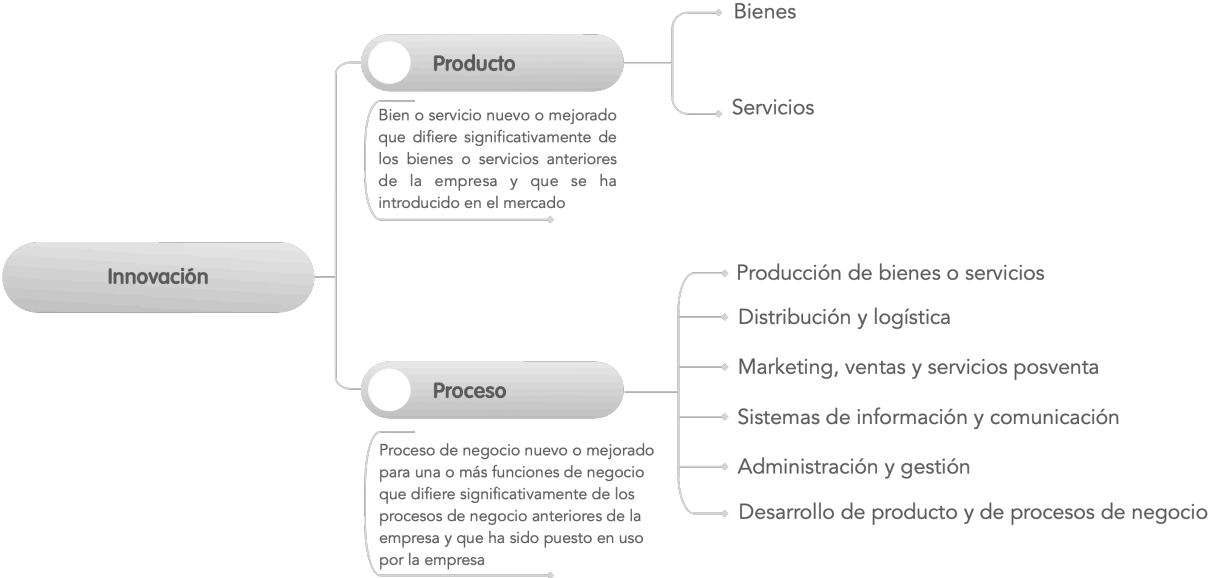 Innovación
Producto
Bien o servicio nuevo o mejorado
que difiere significativamente de
los bienes o servicios anteriores
de la empresa y que se ha
introducido en el mercado
Bienes
Servicios
Proceso
Proceso de negocio nuevo o mejorado
para una o más funciones de negocio
que difiere significativamente de los
procesos de negocio anteriores de la
empresa y que ha sido puesto en uso
por la empresa
Producción de bienes o servicios
Distribución y logística
Marketing, ventas y servicios posventa
Sistemas de información y comunicación
Administración y gestión
Desarrollo de producto y de procesos de negocio